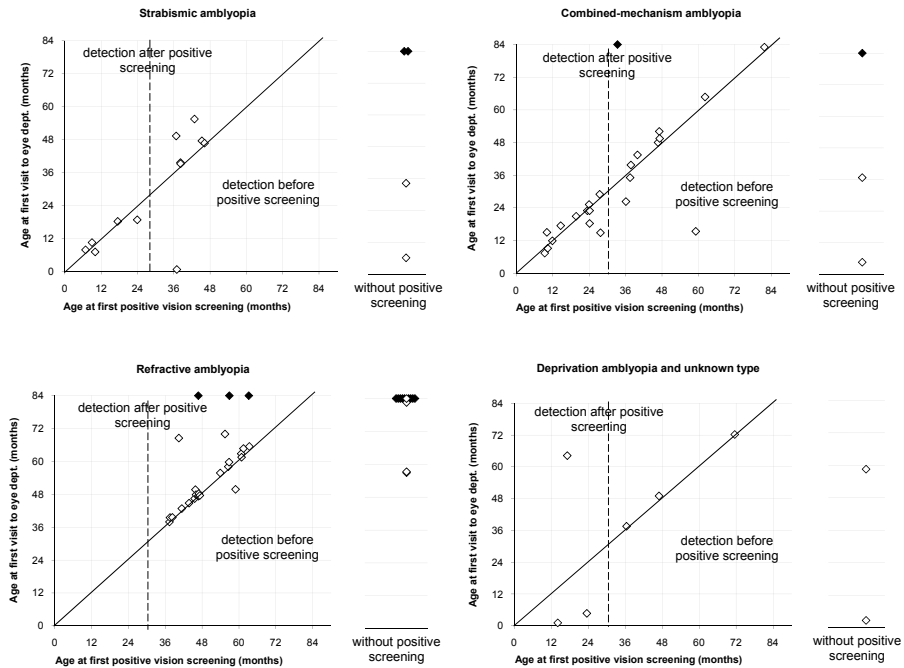 Strabismic amblyopia
Age at first visit to eye dept. (months)
84
72
60
48
36
24
12
0
detection after positive
screening
detection before
positive screening
0 12 24 36 48 60 72 84
Age at first positive vision screening (months)
without positive
screening
Combined-mechanism amblyopia
Age at first visit to eye dept. (months)
84
72
60
48
36
24
12
0
detection after positive
screening
detection before
positive screening
0 12 24 36 48 60 72 84
Age at first positive vision screening (months)
without positive
screening
Refractive amblyopia
Age at first visit to eye dept. (months)
84
72
60
48
36
24
12
0
detection after positive
screening
detection before
positive screening
0 12 24 36 48 60 72 84
Age at first positive vision screening (months)
without positive
screening
Deprivation amblyopia and unknown type
Age at first visit to eye dept. (months)
84
72
60
48
36
24
12
0
detection after positive
screening
detection before
positive screening
0 12 24 36 48 60 72 84
Age at first positive vision screening (months)
without positive
screening